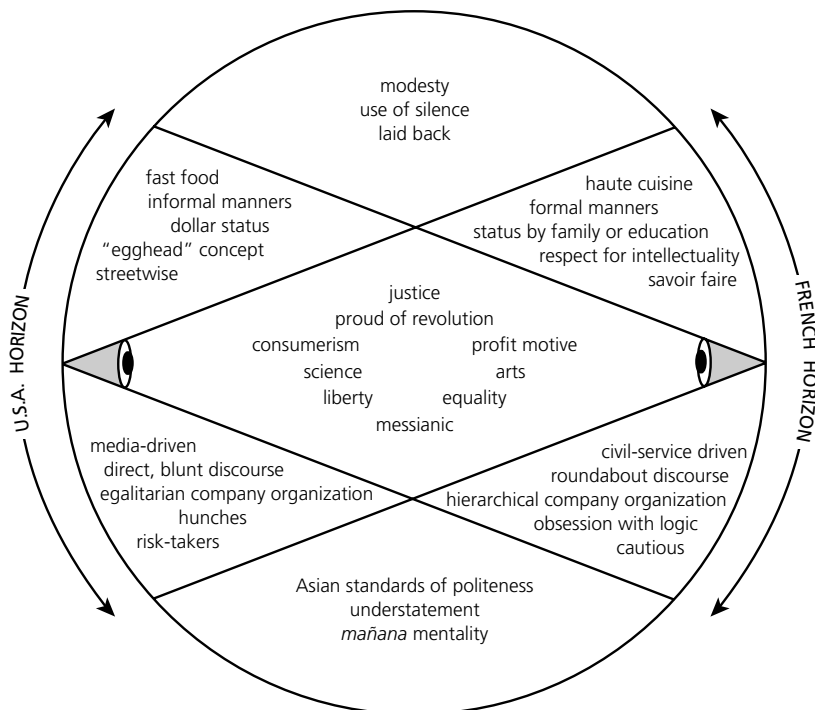 modesty
use of silence
laid back
fast food
informal manners
dollar status
“egghead” concept
streetwise
haute cuisine
formal manners
status by family or education
respect for intellectuality
savoir faire
U.S.A. HORIZON
FRENCH HORIZON
justice
proud of revolution
consumerism profit motive
science arts
liberty equality
messianic
media-driven
direct, blunt discourse
egalitarian company organization
hunches
risk-takers
civil-service driven
roundabout discourse
hierarchical company organization
obsession with logic
cautious
Asian standards of politeness
understatement
mañana mentality